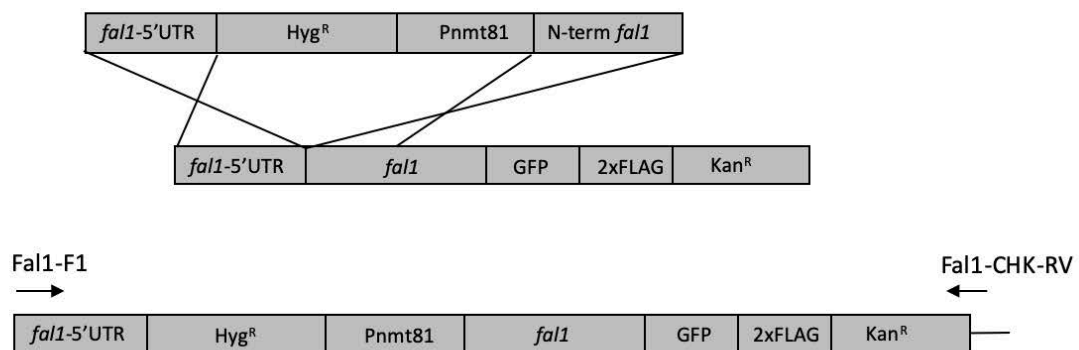 fal1-5’UTR Hygᴿ Pnmt81 N-term fal1
fal1-5’UTR fal1 GFP 2xFLAG Kanᴿ
Fal1-F1 Fal1-CHK-RV
fal1-5’UTR Hygᴿ Pnmt81 fal1 GFP 2xFLAG Kanᴿ